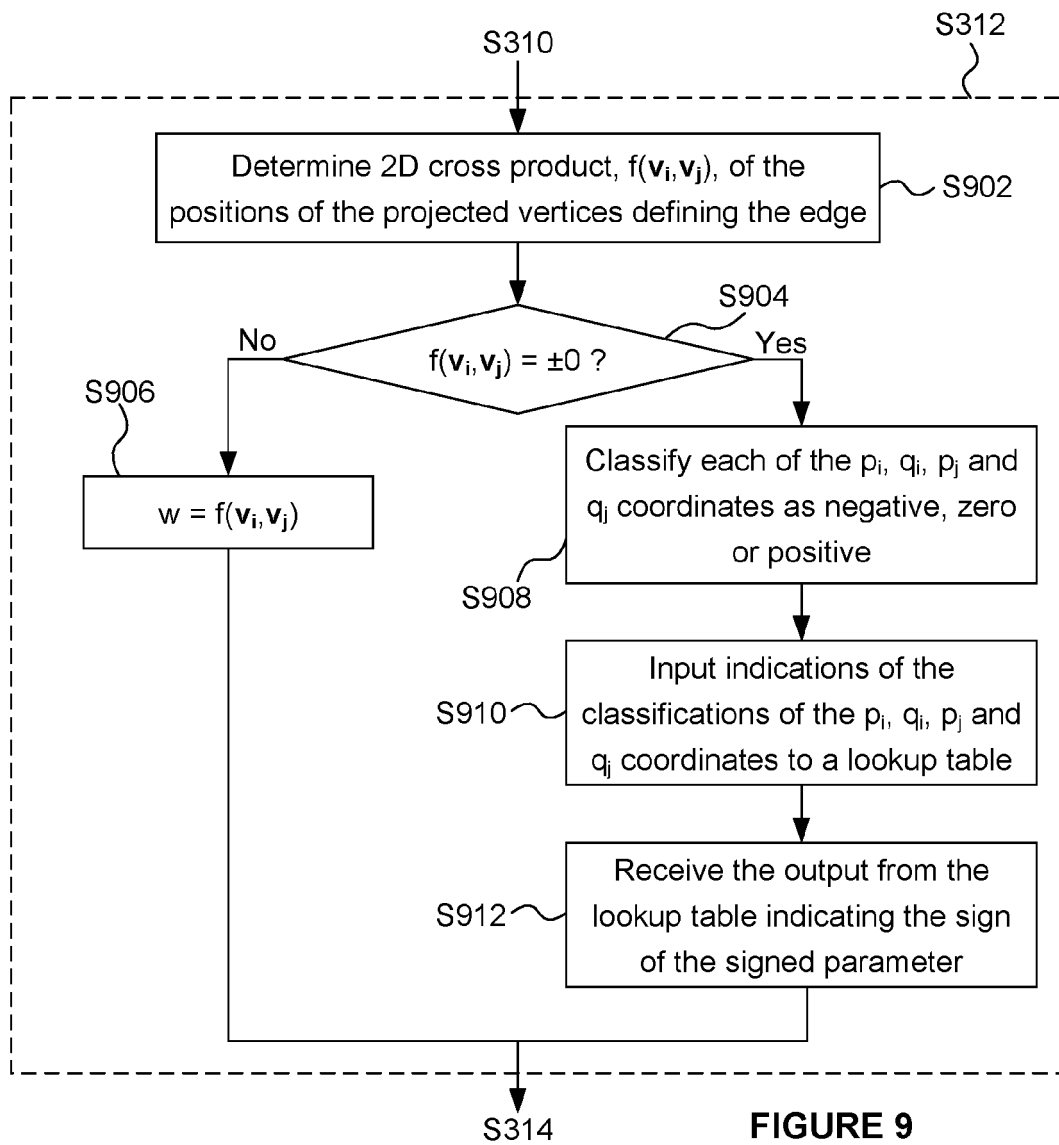 S310
S312
Determine 2D cross product, f(vᵢ,vⱼ), of the
positions of the projected vertices defining the edge
S902
S904
No
f(vᵢ,vⱼ) = ±0 ?
Yes
S906
w = f(vᵢ,vⱼ)
Classify each of the pᵢ, qᵢ, pⱼ and
qⱼ coordinates as negative, zero
or positive
S908
Input indications of the
classifications of the pᵢ, qᵢ, pⱼ and
qⱼ coordinates to a lookup table
S910
Receive the output from the
lookup table indicating the sign
of the signed parameter
S912
S314
FIGURE 9